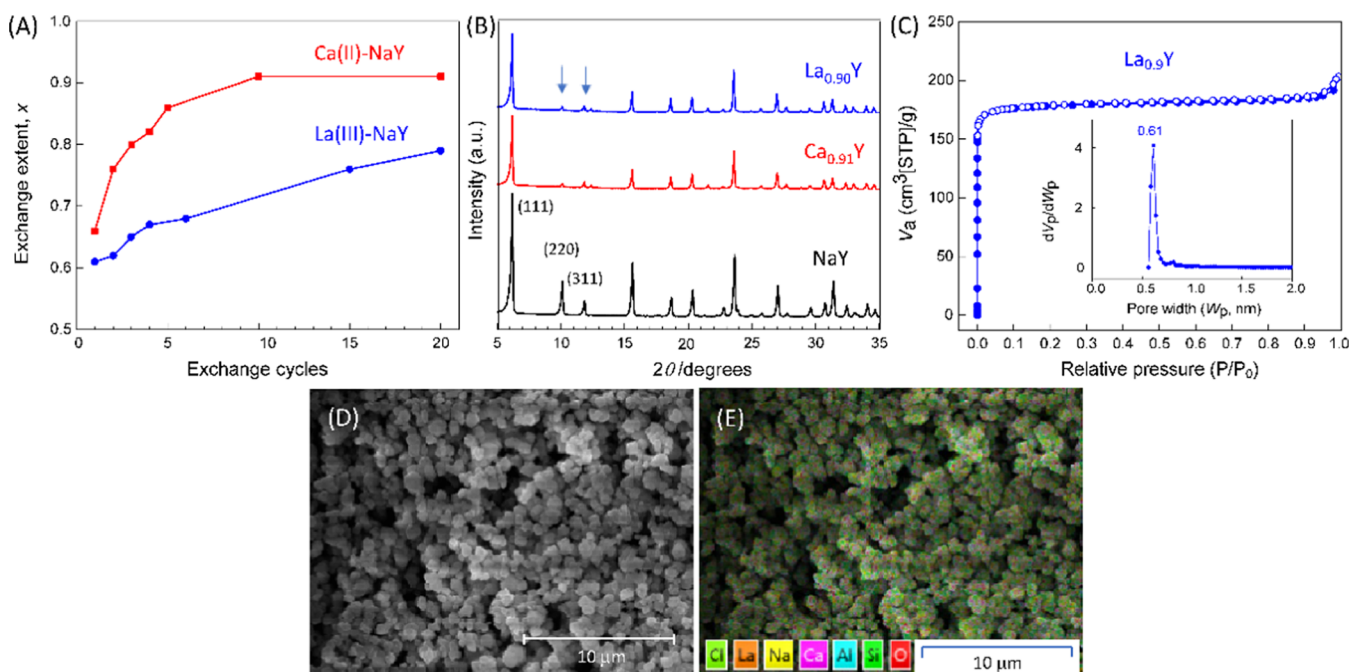 (A)
1.0
0.9
0.8
0.7
0.6
0.5
Exchange extent, x
Ca(II)-NaY
La(III)-NaY
0
5
10
15
20
Exchange cycles
(B)
Intensity (a.u.)
La0.90Y
Ca0.91Y
(111)
(220)
(311)
NaY
5
10
15
20
25
30
35
2θ/degrees
(C)
250
200
150
100
50
0
Va (cm3[STP]/g)
La0.9Y
0.61
4
2
0
dVp/dWp
0.0
0.5
1.0
2.0
Pore width (Wp, nm)
0.0
0.1
0.2
0.3
0.4
0.5
0.6
0.7
0.8
0.9
1.0
Relative pressure (P/P0)
(D)
10 μm
(E)
Cl La Na Ca Al Si O
10 μm